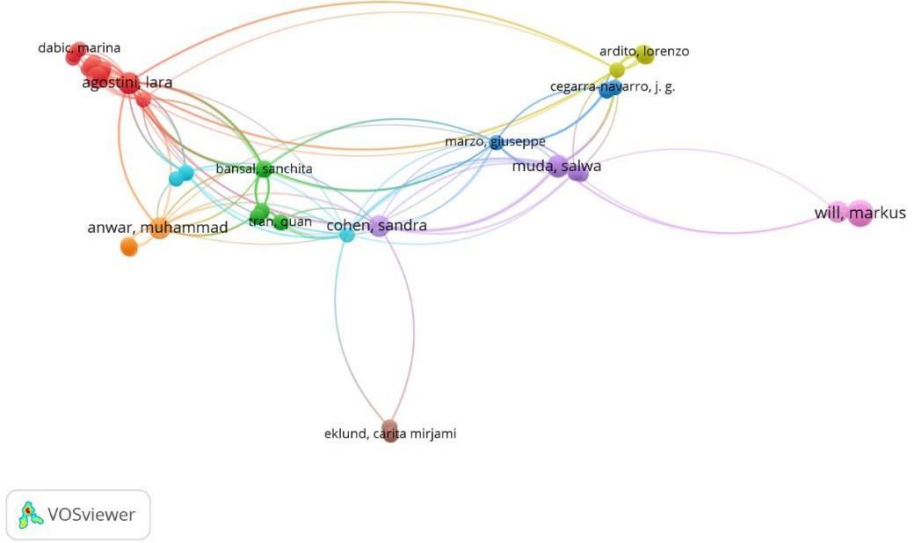 dabic, marina
ardito, lorenzo
agostini, lara
cegarra-navarro, j. g.
marzo, giuseppe
bansal, sanchita
muda, salwa
will, markus
tran, quan
cohen, sandra
anwar, muhammad
eklund, carita mirjami
VOSviewer